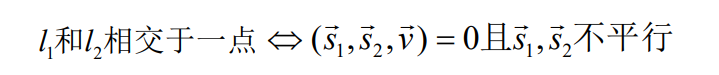 l₁和l₂相交于一点 ⇔ (s⃗₁, s⃗₂, v⃗) = 0且s⃗₁, s⃗₂不平行